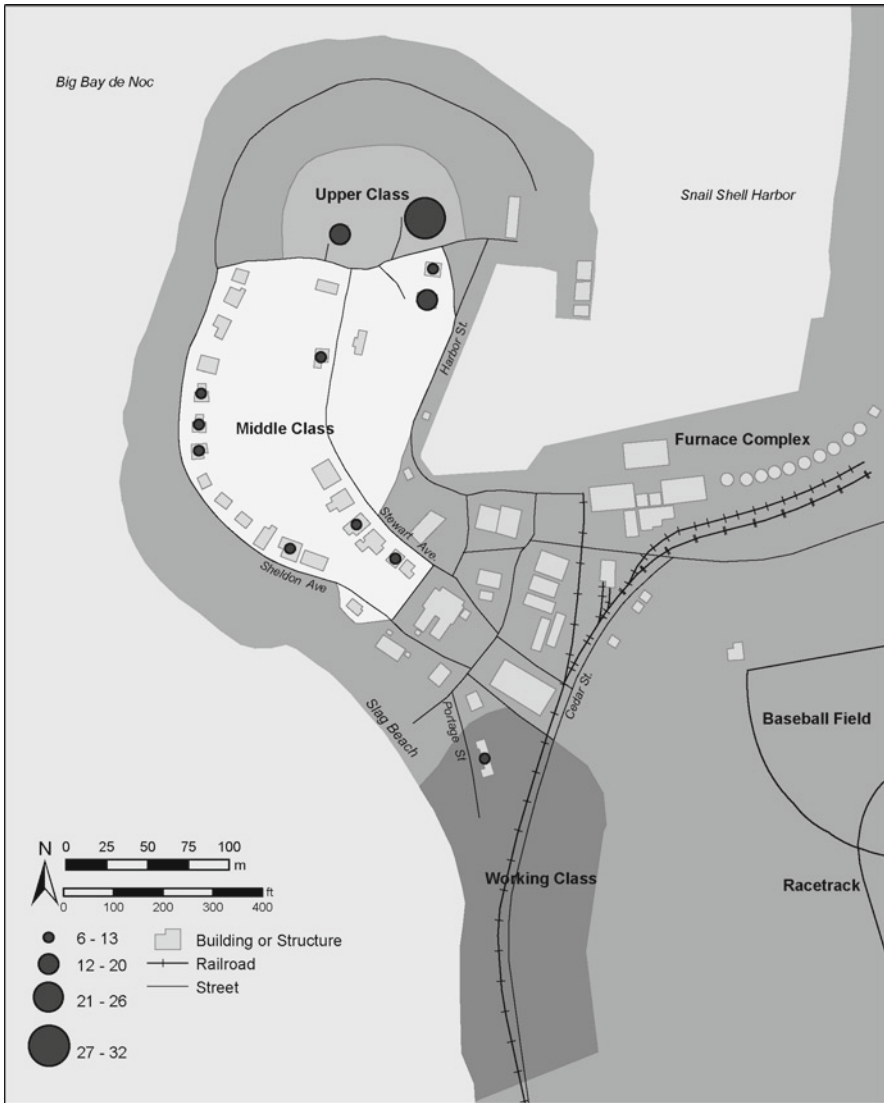 Big Bay de Noc
Upper Class
Snail Shell Harbor
Harbor St.
Middle Class
Furnace Complex
Stewart Ave.
Sheldon Ave
Cedar St.
Slag Beach
Portage St
Baseball Field
Working Class
Racetrack
N
0 25 50 75 100
m
ft
0 100 200 300 400
6 - 13
12 - 20
21 - 26
27 - 32
Building or Structure
Railroad
Street